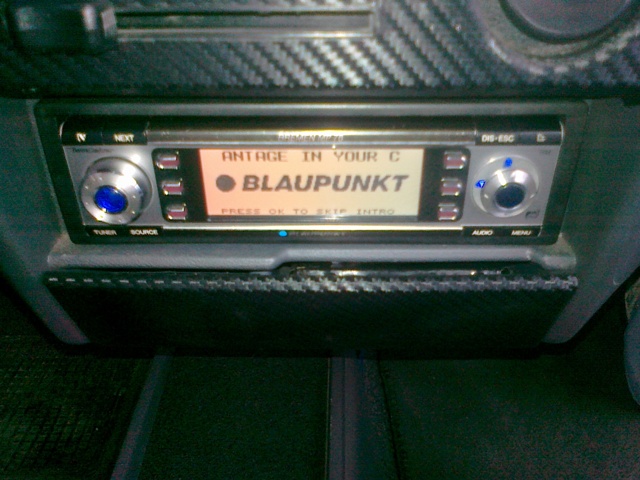 NEXT
DIS•ESC
ANTAGE IN YOUR C
BLAUPUNKT
PRESS OK TO SKIP INTRO
TUNER SOURCE
AUDIO MENU